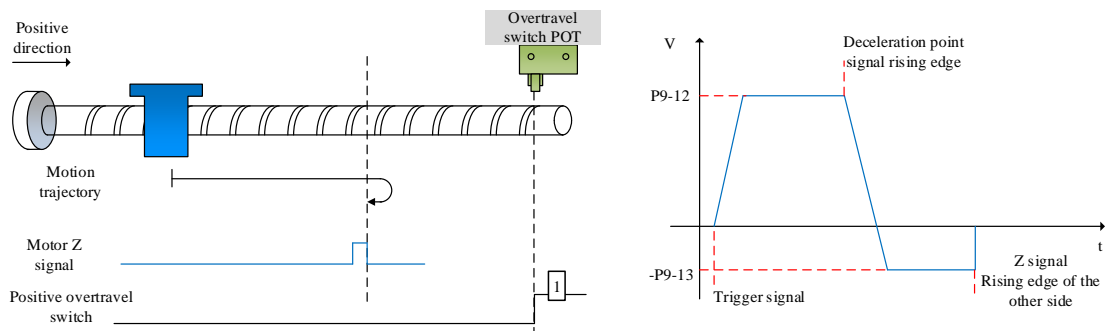 Positive
direction
Overtravel
switch POT
Motion
trajectory
Motor Z
signal
Positive overtravel
switch
1
V
Deceleration point
signal rising edge
P9-12
t
-P9-13
Trigger signal
Z signal
Rising edge of the
other side